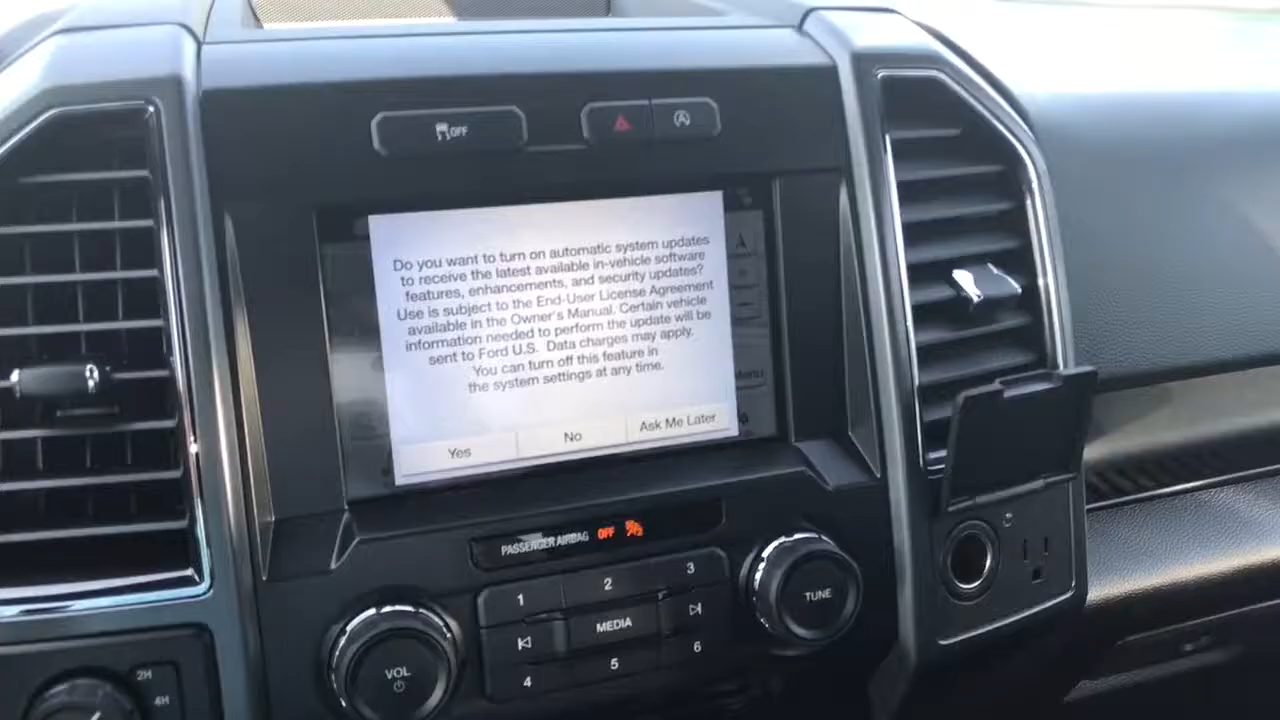 OFF
Do you want to turn on automatic system updates
to receive the latest available in-vehicle software
features, enhancements, and security updates?
Use is subject to the End-User License Agreement
available in the Owner's Manual. Certain vehicle
information needed to perform the update will be
sent to Ford U.S. Data charges may apply.
You can turn off this feature in
the system settings at any time.
Yes No Ask Me Later
Menu
PASSENGER AIRBAG OFF
1 2 3
MEDIA
4 5 6
VOL
TUNE
2H
4H